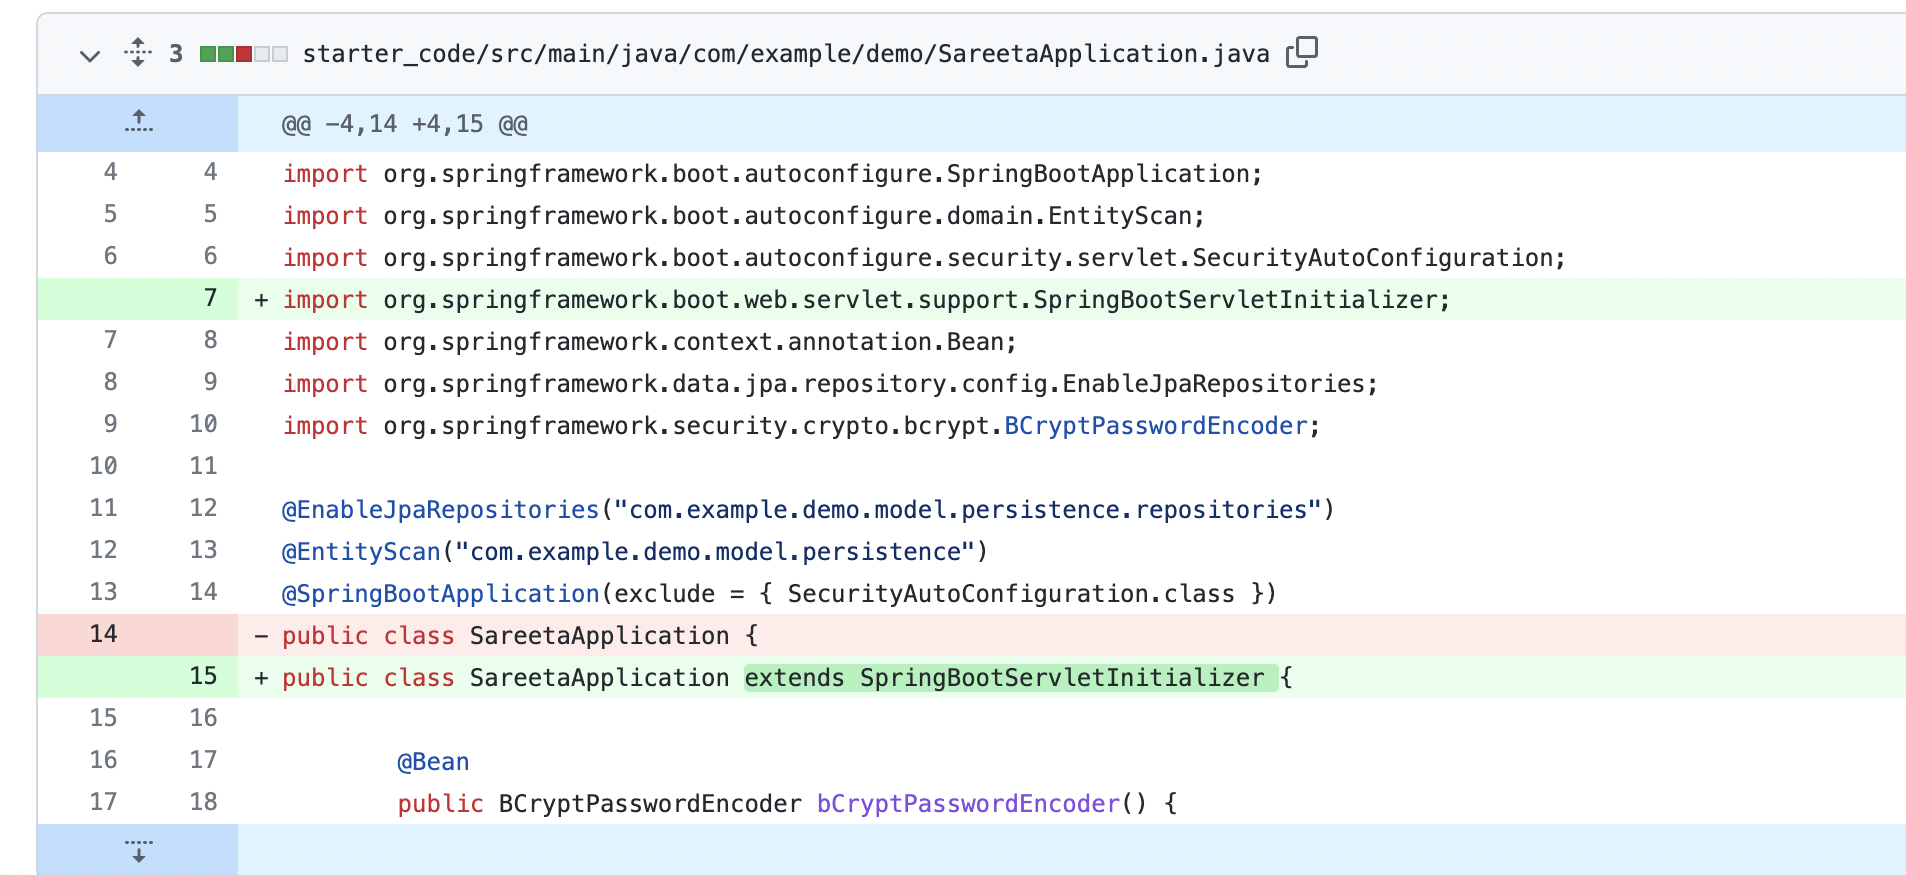 3 starter_code/src/main/java/com/example/demo/SareetaApplication.java
@@ -4,14 +4,15 @@
4 4 import org.springframework.boot.autoconfigure.SpringBootApplication;
5 5 import org.springframework.boot.autoconfigure.domain.EntityScan;
6 6 import org.springframework.boot.autoconfigure.security.servlet.SecurityAutoConfiguration;
7 + import org.springframework.boot.web.servlet.support.SpringBootServletInitializer;
7 8 import org.springframework.context.annotation.Bean;
8 9 import org.springframework.data.jpa.repository.config.EnableJpaRepositories;
9 10 import org.springframework.security.crypto.bcrypt.BCryptPasswordEncoder;
10 11
11 12 @EnableJpaRepositories("com.example.demo.model.persistence.repositories")
12 13 @EntityScan("com.example.demo.model.persistence")
13 14 @SpringBootApplication(exclude = { SecurityAutoConfiguration.class })
14 - public class SareetaApplication {
15 + public class SareetaApplication extends SpringBootServletInitializer {
15 16
16 17 @Bean
17 18 public BCryptPasswordEncoder bCryptPasswordEncoder() {